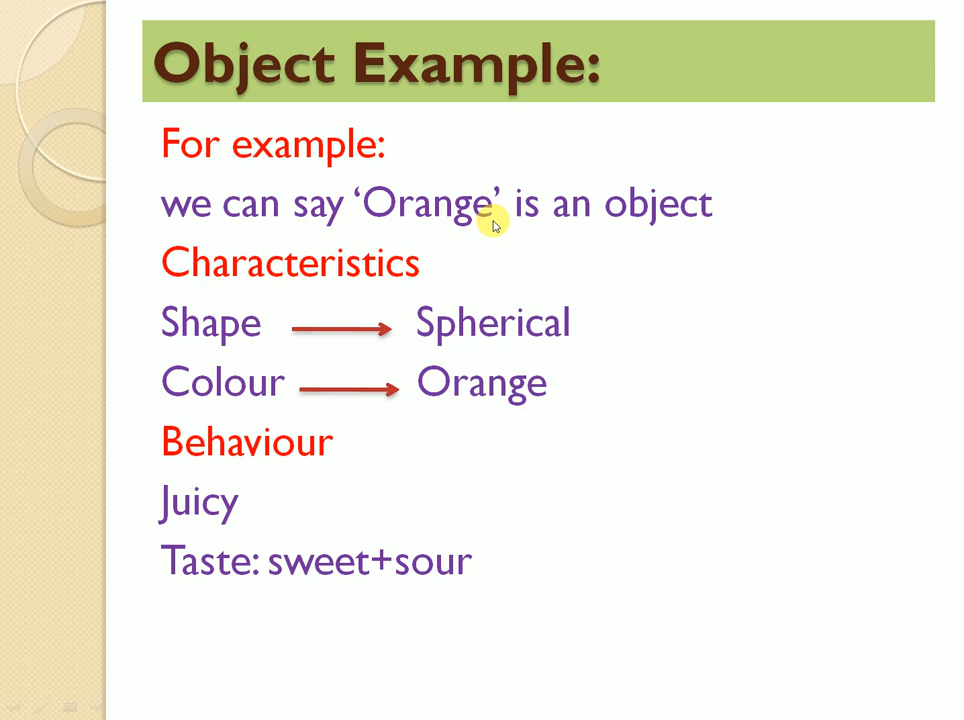 Object Example:
For example:
we can say ‘Orange’ is an object
Characteristics
Shape Spherical
Colour Orange
Behaviour
Juicy
Taste: sweet+sour